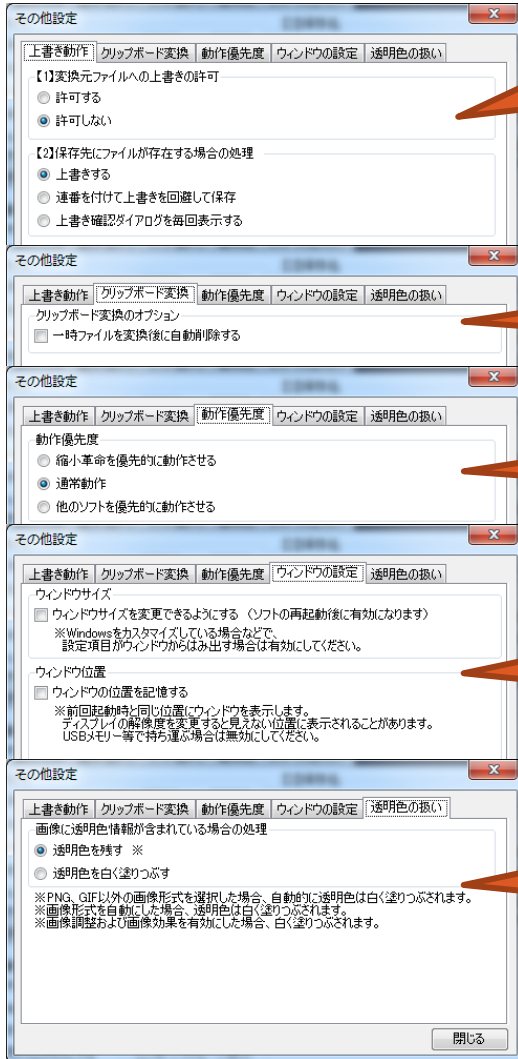 その他設定
上書き動作 クリップボード変換 動作優先度 ウィンドウの設定 透明色の扱い
【1】変換元ファイルへの上書きの許可
許可する
許可しない
【2】保存先にファイルが存在する場合の処理
上書きする
連番を付けて上書きを回避して保存
上書き確認ダイアログを毎回表示する
その他設定
上書き動作 クリップボード変換 動作優先度 ウィンドウの設定 透明色の扱い
クリップボード変換のオプション
一時ファイルを変換後に自動削除する
その他設定
上書き動作 クリップボード変換 動作優先度 ウィンドウの設定 透明色の扱い
動作優先度
縮小革命を優先的に動作させる
通常動作
他のソフトを優先的に動作させる
その他設定
上書き動作 クリップボード変換 動作優先度 ウィンドウの設定 透明色の扱い
ウィンドウサイズ
ウィンドウサイズを変更できるようにする (ソフトの再起動後に有効になります)
※Windowsをカスタマイズしている場合などで、
設定項目がウィンドウからはみ出す場合は有効にしてください。
ウィンドウ位置
ウィンドウの位置を記憶する
※前回起動時と同じ位置にウィンドウを表示します。
ディスプレイの解像度を変更すると見えない位置に表示されることがあります。
USBメモリー等で持ち運ぶ場合は無効にしてください。
その他設定
上書き動作 クリップボード変換 動作優先度 ウィンドウの設定 透明色の扱い
画像に透明色情報が含まれている場合の処理
透明色を残す ※
透明色を白く塗りつぶす
※PNG、GIF以外の画像形式を選択した場合、自動的に透明色は白く塗りつぶされます。
※画像形式を自動にした場合、透明色は白く塗りつぶされます。
※画像調整および画像効果を有効にした場合、白く塗りつぶされます。
閉じる